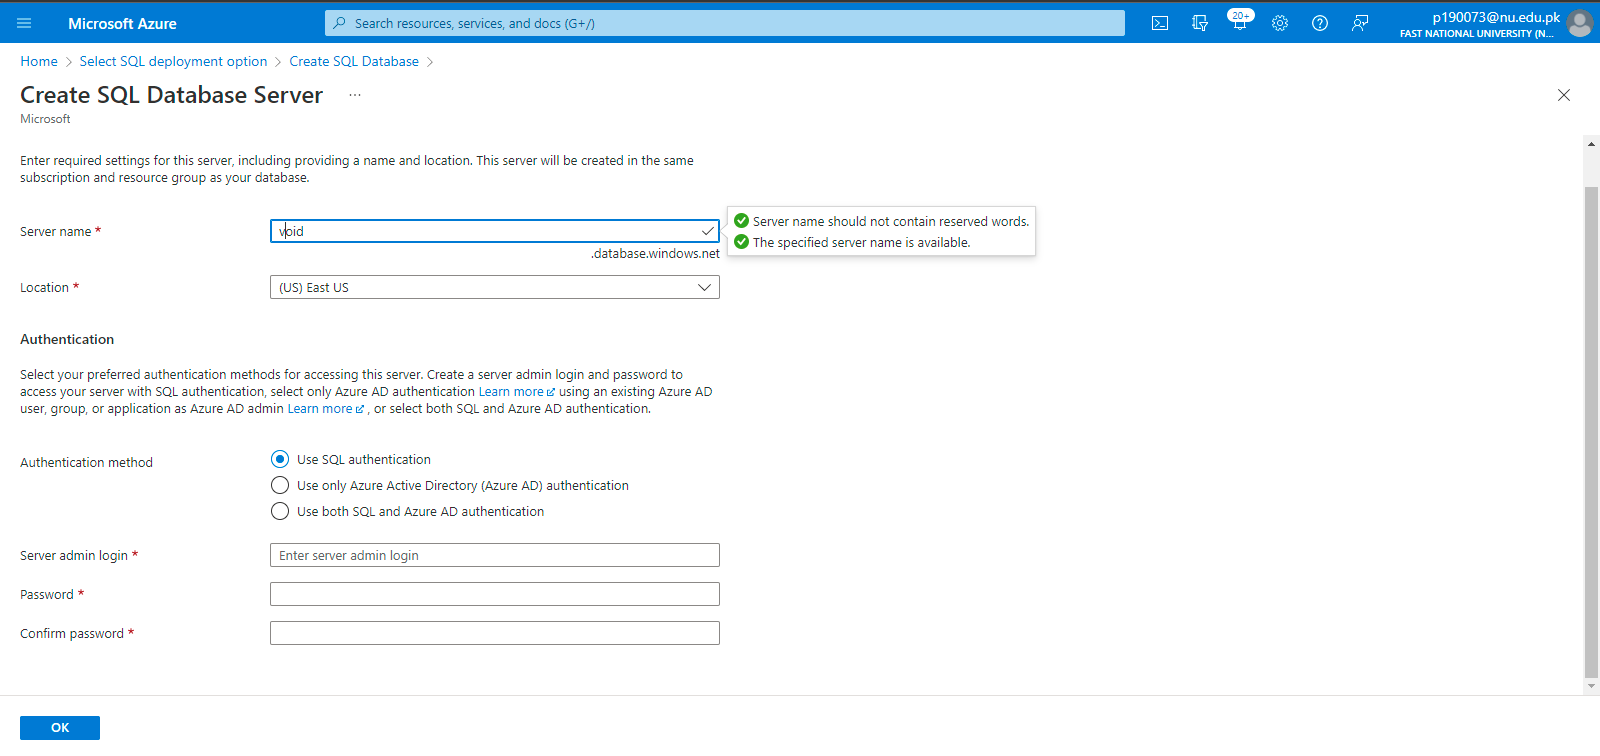 Microsoft Azure
Search resources, services, and docs (G+/)
20+
p190073@nu.edu.pk
FAST NATIONAL UNIVERSITY (N...
Home > Select SQL deployment option > Create SQL Database >
Create SQL Database Server ...
Microsoft
Enter required settings for this server, including providing a name and location. This server will be created in the same
subscription and resource group as your database.
Server name *
void
Server name should not contain reserved words.
The specified server name is available.
.database.windows.net
Location *
(US) East US
Authentication
Select your preferred authentication methods for accessing this server. Create a server admin login and password to
access your server with SQL authentication, select only Azure AD authentication Learn more using an existing Azure AD
user, group, or application as Azure AD admin Learn more , or select both SQL and Azure AD authentication.
Authentication method
Use SQL authentication
Use only Azure Active Directory (Azure AD) authentication
Use both SQL and Azure AD authentication
Server admin login *
Enter server admin login
Password *
Confirm password *
OK